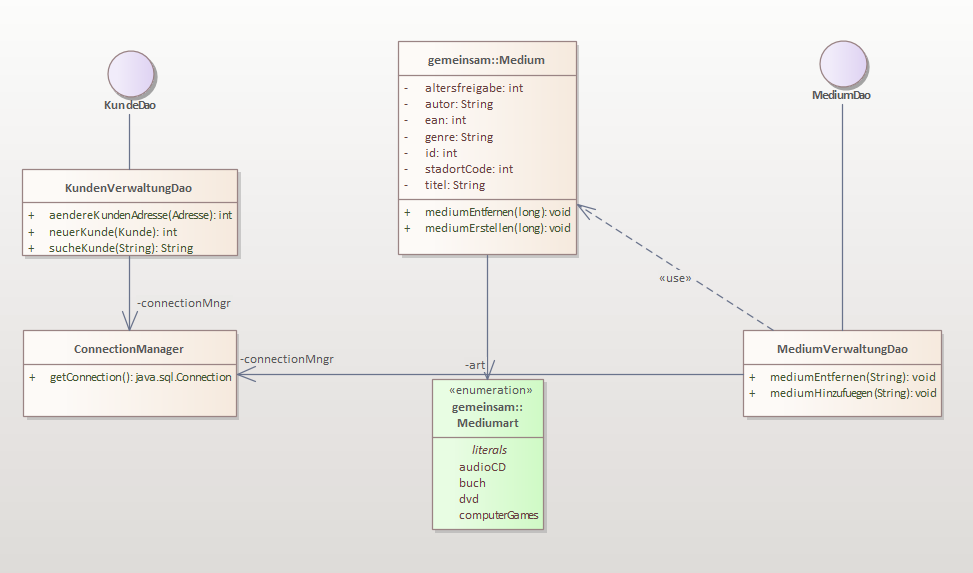 KundeDao
KundenVerwaltungDao
+ aendereKundenAdresse(Adresse): int
+ neuerKunde(Kunde): int
+ sucheKunde(String): String
-connectionMngr
ConnectionManager
+ getConnection(): java.sql.Connection
gemeinsam::Medium
- altersfreigabe: int
- autor: String
- ean: int
- genre: String
- id: int
- stadortCode: int
- titel: String
+ mediumEntfernen(long): void
+ mediumErstellen(long): void
-connectionMngr
-art
«enumeration»
gemeinsam::
Mediumart
literals
audioCD
buch
dvd
computerGames
«use»
MediumDao
MediumVerwaltungDao
+ mediumEntfernen(String): void
+ mediumHinzufuegen(String): void